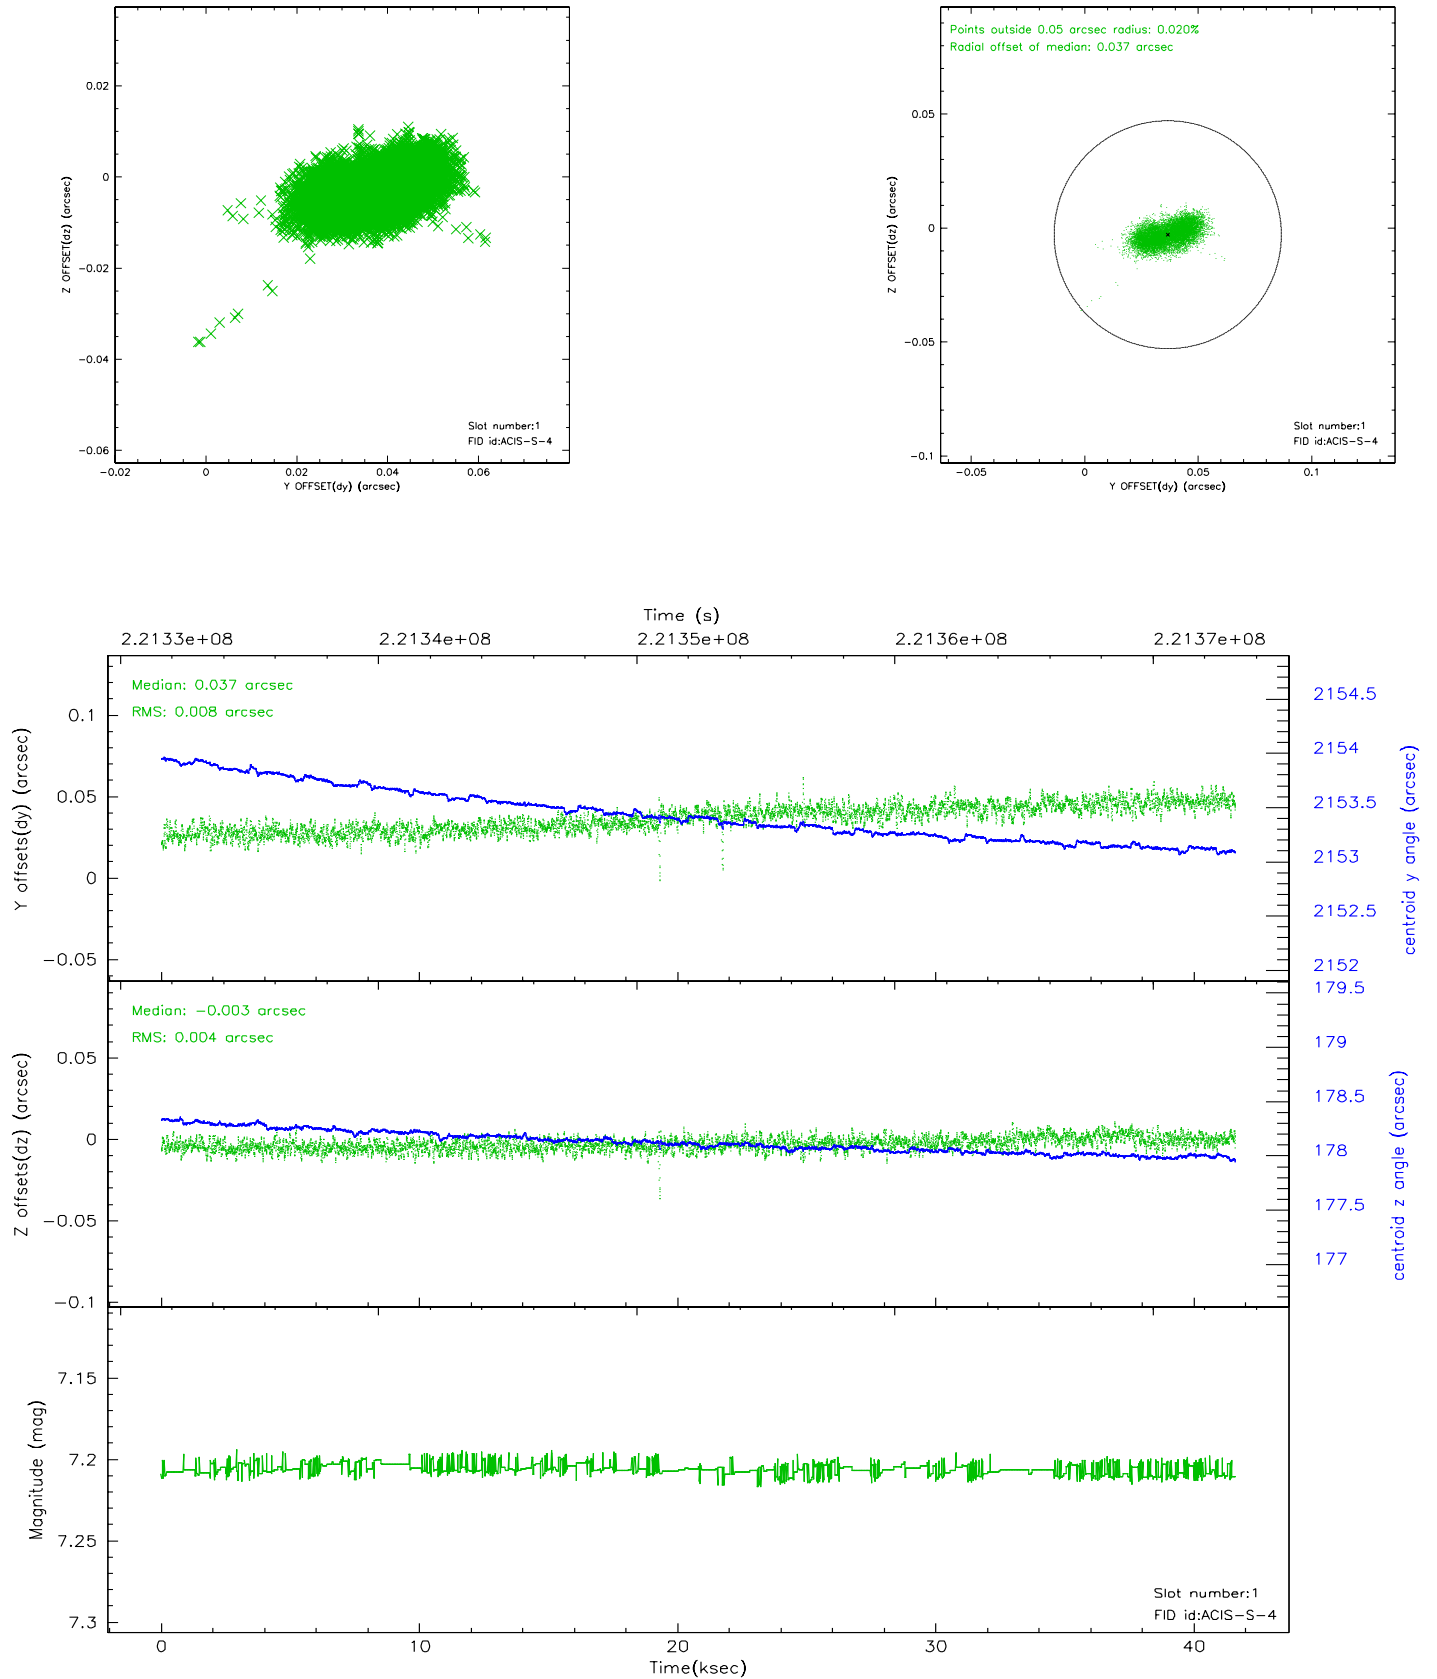 0.02
0
-0.02
-0.04
-0.06
Z OFFSET(dz) (arcsec)
Slot number:1
FID id:ACIS-S-4
-0.02 0 0.02 0.04 0.06
Y OFFSET(dy) (arcsec)
Points outside 0.05 arcsec radius: 0.020%
Radial offset of median: 0.037 arcsec
0.05
0
-0.05
-0.1
Z OFFSET(dz) (arcsec)
Slot number:1
FID id:ACIS-S-4
-0.05 0 0.05 0.1
Y OFFSET(dy) (arcsec)
Time (s)
2.2133e+08 2.2134e+08 2.2135e+08 2.2136e+08 2.2137e+08
Median: 0.037 arcsec
RMS: 0.008 arcsec
0.1
0.05
0
-0.05
Y offsets(dy) (arcsec)
2154.5
2154
2153.5
2153
2152.5
2152
centroid y angle (arcsec)
Median: -0.003 arcsec
RMS: 0.004 arcsec
0.05
0
-0.05
-0.1
Z offsets(dz) (arcsec)
179.5
179
178.5
178
177.5
177
centroid z angle (arcsec)
7.15
7.2
7.25
7.3
Magnitude (mag)
Slot number:1
FID id:ACIS-S-4
0 10 20 30 40
Time(ksec)